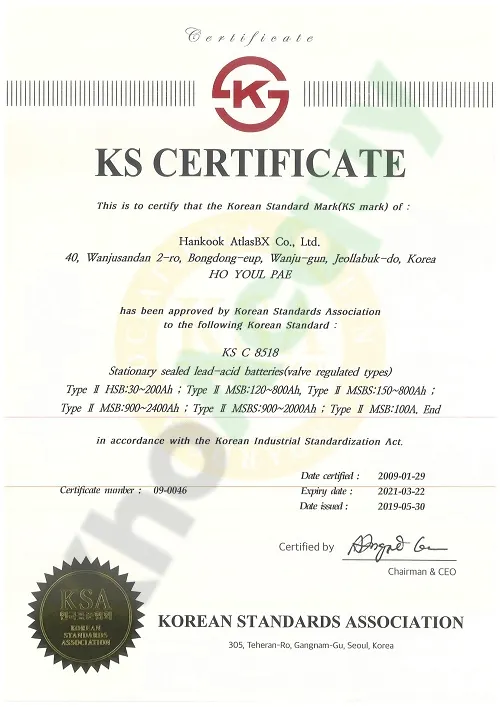 Certificate
KS
KS CERTIFICATE
This is to certify that the Korean Standard Mark(KS mark) of :
Hankook AtlasBX Co., Ltd.
40, Wanjusandan 2-ro, Bongdong-eup, Wanju-gun, Jeollabuk-do, Korea
HO YOUL PAE
has been approved by Korean Standards Association
to the following Korean Standard :
KS C 8518
Stationary sealed lead-acid batteries(valve regulated types)
Type Ⅱ HSB:30~200Ah ; Type Ⅱ MSB:120~800Ah, Type Ⅱ MSBS:150~800Ah ;
Type Ⅱ MSB:900~2400Ah ; Type Ⅱ MSBS:900~2000Ah ; Type Ⅱ MSB:100A. End
in accordance with the Korean Industrial Standardization Act.
Date certified : 2009-01-29
Certificate number : 09-0046
Expiry date : 2021-03-22
Date issued : 2019-05-30
Certified by
Chairman & CEO
KSA
한국표준협회
KOREAN
STANDARDS
ASSOCIATION
KOREAN STANDARDS ASSOCIATION
305, Teheran-Ro, Gangnam-Gu, Seoul, Korea